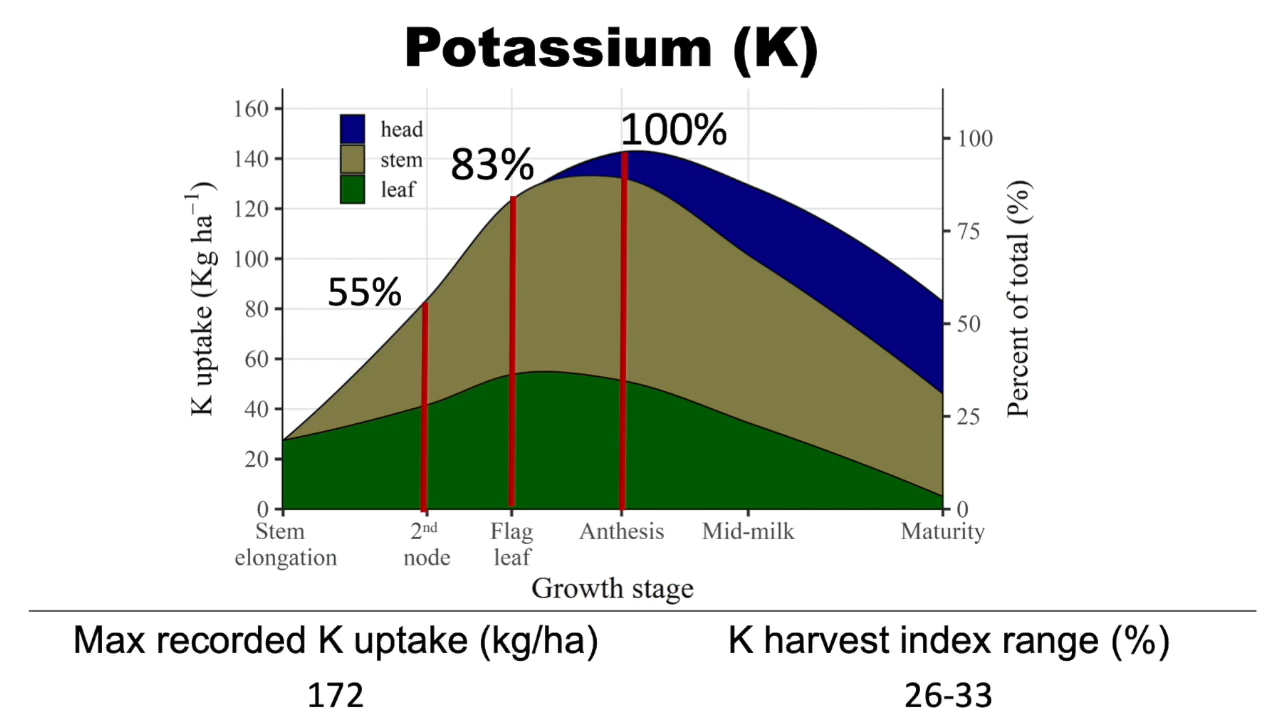 Potassium (K)
160
140
120
100
80
60
40
20
0
K uptake (Kg ha⁻¹)
head
stem
leaf
55%
83%
100%
100
75
50
25
0
Percent of total (%)
Stem
elongation
2ⁿᵈ
node
Flag
leaf
Anthesis
Mid-milk
Maturity
Growth stage
Max recorded K uptake (kg/ha)
K harvest index range (%)
172
26-33